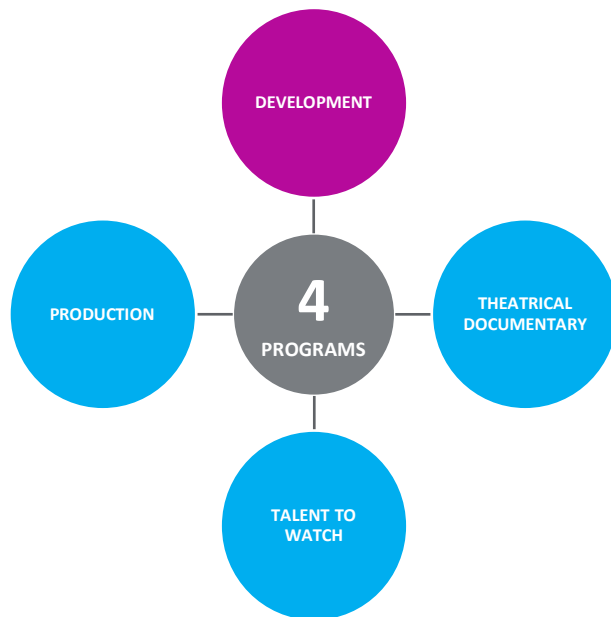 DEVELOPMENT
PRODUCTION
4
PROGRAMS
THEATRICAL
DOCUMENTARY
TALENT TO
WATCH